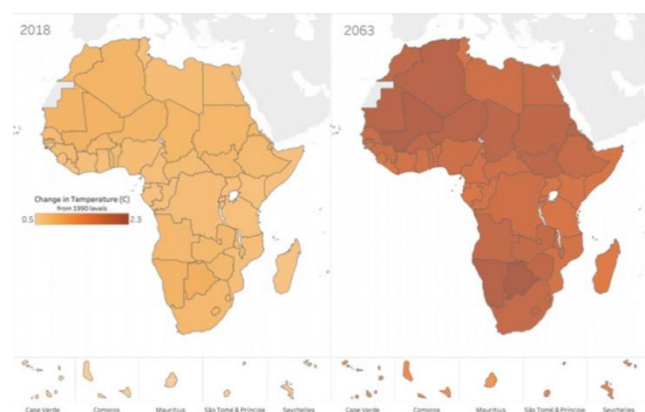 2018
2063
Change in Temperature (C)
from 1990 levels
0.5
2.3
Cape Verde
Comoros
Mauritius
São Tomé & Príncipe
Seychelles
Cape Verde
Comoros
Mauritius
São Tomé & Príncipe
Seychelles